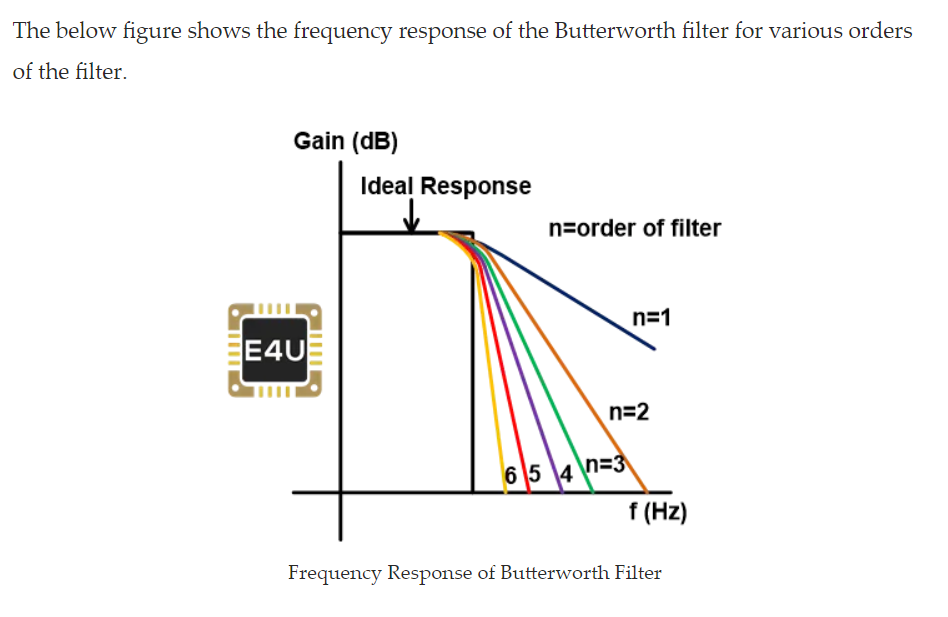 The below figure shows the frequency response of the Butterworth filter for various orders
of the filter.
Gain (dB)
Ideal Response
n=order of filter
n=1
E4U
n=2
6 5 4 n=3
f (Hz)
Frequency Response of Butterworth Filter